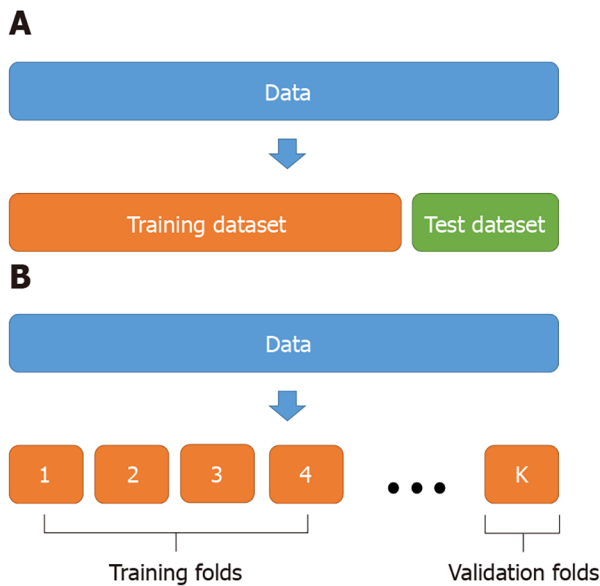 A
Data
Training dataset Test dataset
B
Data
1 2 3 4 ••• K
Training folds Validation folds